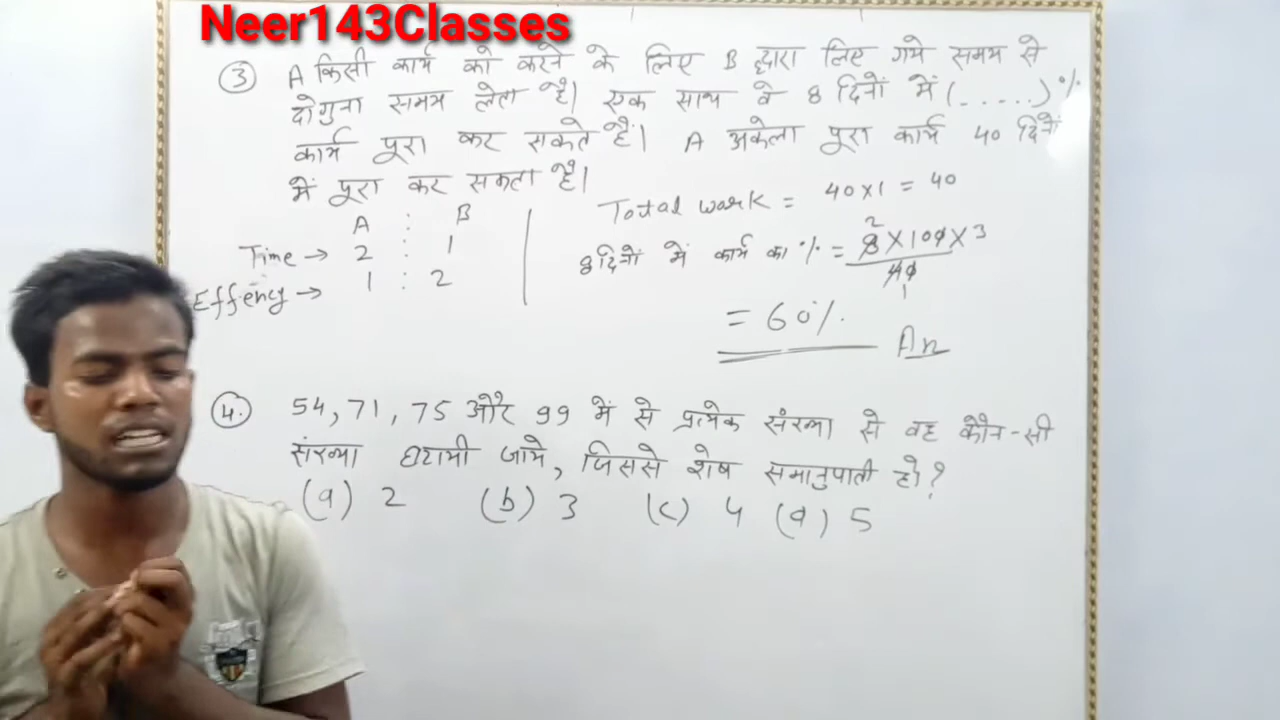 Neer143Classes
③ A किसी कार्य को करने के लिए B द्वारा लिए गये समय से
दोगुना समय लेता है। एक साथ वे 8 दिनों में (.....) %
कार्य पूरा कर सकते हैं। A अकेला पूरा कार्य 40 दिनों
में पूरा कर सकता है।
A : B
Time → 2 : 1
Effency → 1 : 2
Total work = 40×1 = 40
8 दिनों में कार्य का % = 8×100×3
40
2
1
= 60%. An
④. 54, 71, 75 और 99 में से प्रत्येक संख्या से वह कौन-सी
संख्या घटायी जाये, जिससे शेष समानुपाती हो?
(a) 2 (b) 3 (c) 4 (d) 5